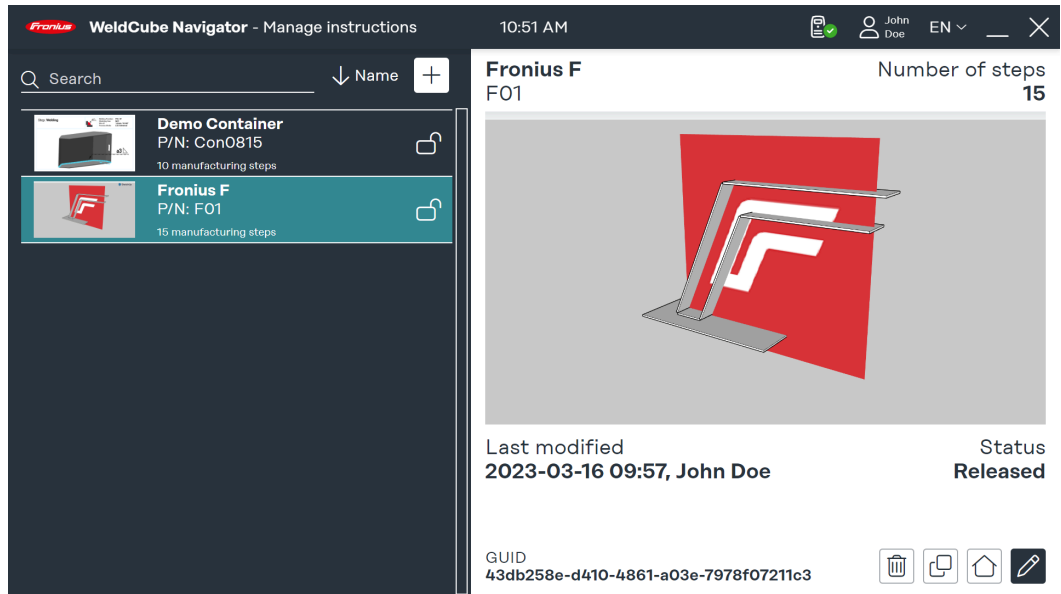 Fronius WeldCube Navigator - Manage instructions
10:51 AM
John
Doe
EN
Search
Name
Demo Container
P/N: Con0815
10 manufacturing steps
Fronius F
P/N: F01
15 manufacturing steps
Fronius F
F01
Number of steps
15
Last modified
2023-03-16 09:57, John Doe
Status
Released
GUID
43db258e-d410-4861-a03e-7978f07211c3